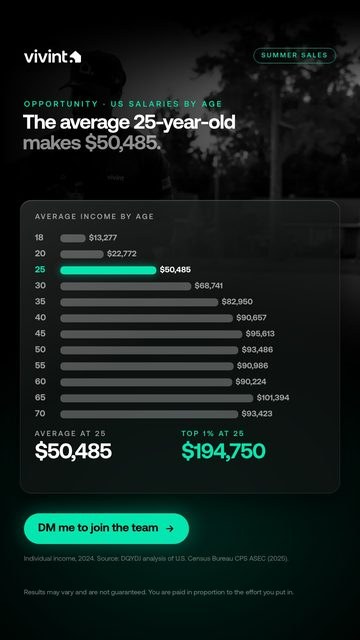 vivint
SUMMER SALES
OPPORTUNITY · US SALARIES BY AGE
The average 25-year-old
makes $50,485.
AVERAGE INCOME BY AGE
18 $13,277
20 $22,772
25 $50,485
30 $68,741
35 $82,950
40 $90,657
45 $95,613
50 $93,486
55 $90,986
60 $90,224
65 $101,394
70 $93,423
AVERAGE AT 25 TOP 1% AT 25
$50,485 $194,750
DM me to join the team →
Individual income, 2024. Source: DQYDJ analysis of U.S. Census Bureau CPS ASEC (2025).
Results may vary and are not guaranteed. You are paid in proportion to the effort you put in.